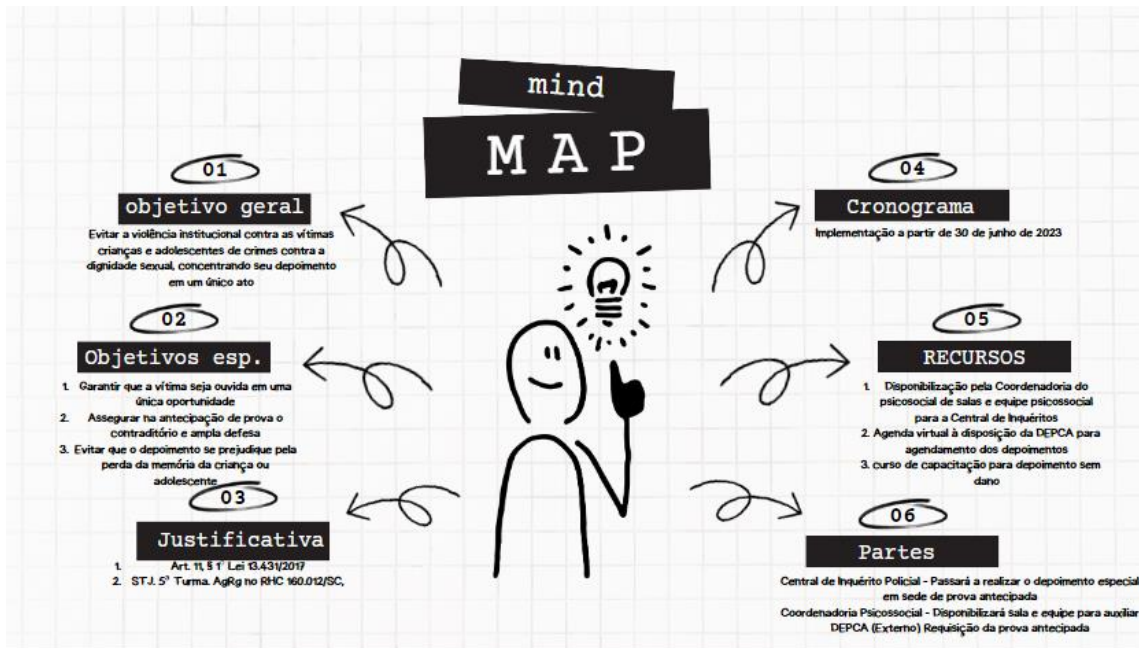 mind
MAP
01
objetivo geral
Evitar a violência institucional contra as vítimas
crianças e adolescentes de crimes contra a
dignidade sexual, concentrando seu depoimento
em um único ato
02
Objetivos esp.
1. Garantir que a vítima seja ouvida em uma
única oportunidade
2. Assegurar na antecipação de prova o
contraditório e ampla defesa
3. Evitar que o depoimento se prejudique pela
perda da memória da criança ou
adolescente
03
Justificativa
1. Art. 11, § 1° Lei 13.431/2017
2. STJ. 5ª Turma. AgRg no RHC 160.012/SC,
04
Cronograma
Implementação a partir de 30 de junho de 2023
05
RECURSOS
1. Disponibilização pela Coordenadoria do
psicosocial de salas e equipe psicossocial
para a Central de Inquéritos
2. Agenda virtual à disposição da DEPCA para
agendamento dos depoimentos
3. curso de capacitação para depoimento sem
dano
06
Partes
Central de Inquérito Policial - Passará a realizar o depoimento especial
em sede de prova antecipada
Coordenadoria Psicossocial - Disponibilizará sala e equipe para auxiliar
DEPCA (Externo) Requisição da prova antecipada